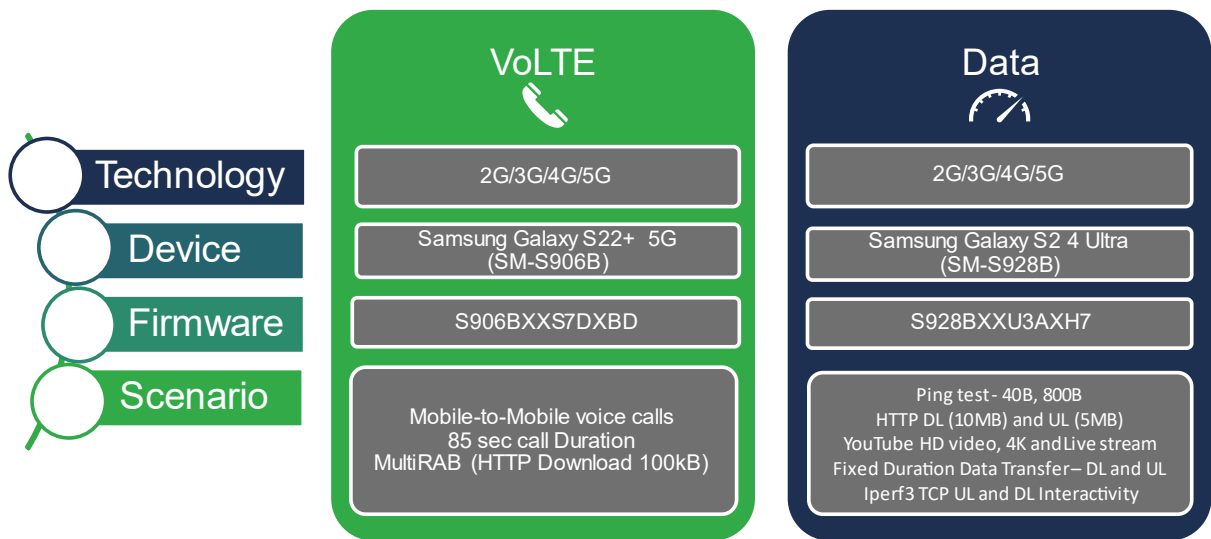 VoLTE
Data
Technology
2G/3G/4G/5G
2G/3G/4G/5G
Device
Samsung Galaxy S22+ 5G
(SM-S906B)
Samsung Galaxy S2 4 Ultra
(SM-S928B)
Firmware
S906BXXS7DXBD
S928BXXU3AXH7
Scenario
Mobile-to-Mobile voice calls
85 sec call Duration
MultiRAB (HTTP Download 100kB)
Ping test - 40B, 800B
HTTP DL (10MB) and UL (5MB)
YouTube HD video, 4K and Live stream
Fixed Duration Data Transfer – DL and UL
Iperf3 TCP UL and DL Interactivity